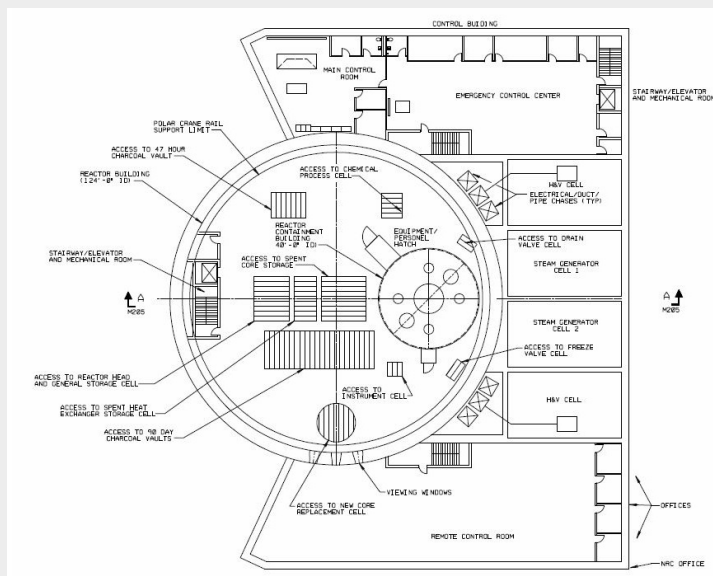 CONTROL BUILDING
MAIN CONTROL
ROOM
EMERGENCY CONTROL CENTER
STAIRWAY/ELEVATOR
AND MECHANICAL ROOM
POLAR CRANE RAIL
SUPPORT LIMIT
ACCESS TO 47 HOUR
CHARCOAL VAULT
REACTOR BUILDING
(124'-0" ID)
ACCESS TO CHEMICAL
PROCESS CELL
H&V CELL
ELECTRICAL/DUCT/
PIPE CHASES (TYP)
REACTOR
CONTAINMENT
BUILDING
40'-0" ID)
EQUIPMENT/
PERSONEL
HATCH
ACCESS TO DRAIN
VALVE CELL
STAIRWAY/ELEVATOR
AND MECHANICAL ROOM
ACCESS TO SPENT
CORE STORAGE
STEAM GENERATOR
CELL 1
A
M205
A
M205
STEAM GENERATOR
CELL 2
ACCESS TO FREEZE
VALVE CELL
ACCESS TO REACTOR HEAD
AND GENERAL STORAGE CELL
ACCESS TO
INSTRUMENT CELL
H&V CELL
ACCESS TO SPENT HEAT
EXCHANGER STORAGE CELL
ACCESS TO 90 DAY
CHARCOAL VAULTS
VIEWING WINDOWS
ACCESS TO NEW CORE
REPLACEMENT CELL
OFFICES
REMOTE CONTROL ROOM
NRC OFFICE